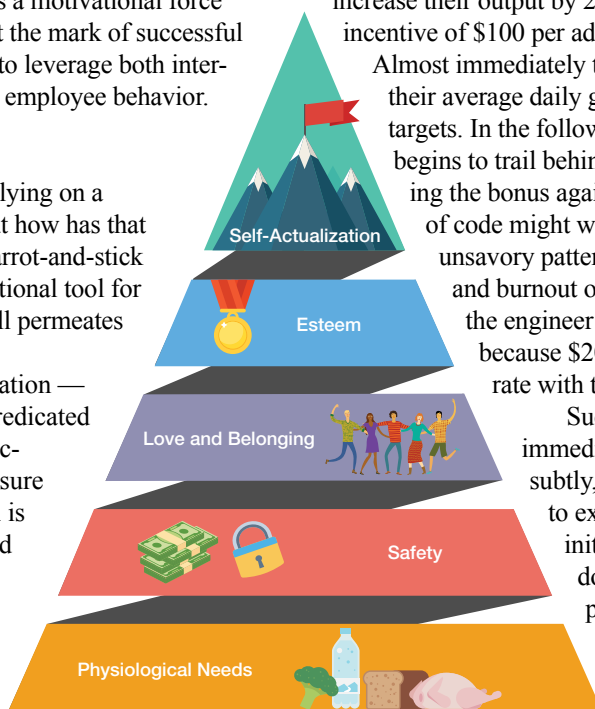 s a motivational force
t the mark of successful
to leverage both inter-
employee behavior.
lying on a
t how has that
arrot-and-stick
tional tool for
ll permeates
ation —
redicated
c-
sure
is
d
Self-Actualization
Esteem
Love and Belonging
Safety
Physiological Needs
increase their output by 2
incentive of $100 per ad
Almost immediately t
their average daily g
targets. In the follow
begins to trail behin
ing the bonus agai
of code might w
unsavory patter
and burnout o
the engineer
because $20
rate with t
Su
immed
subtly,
to ex
init
do
p